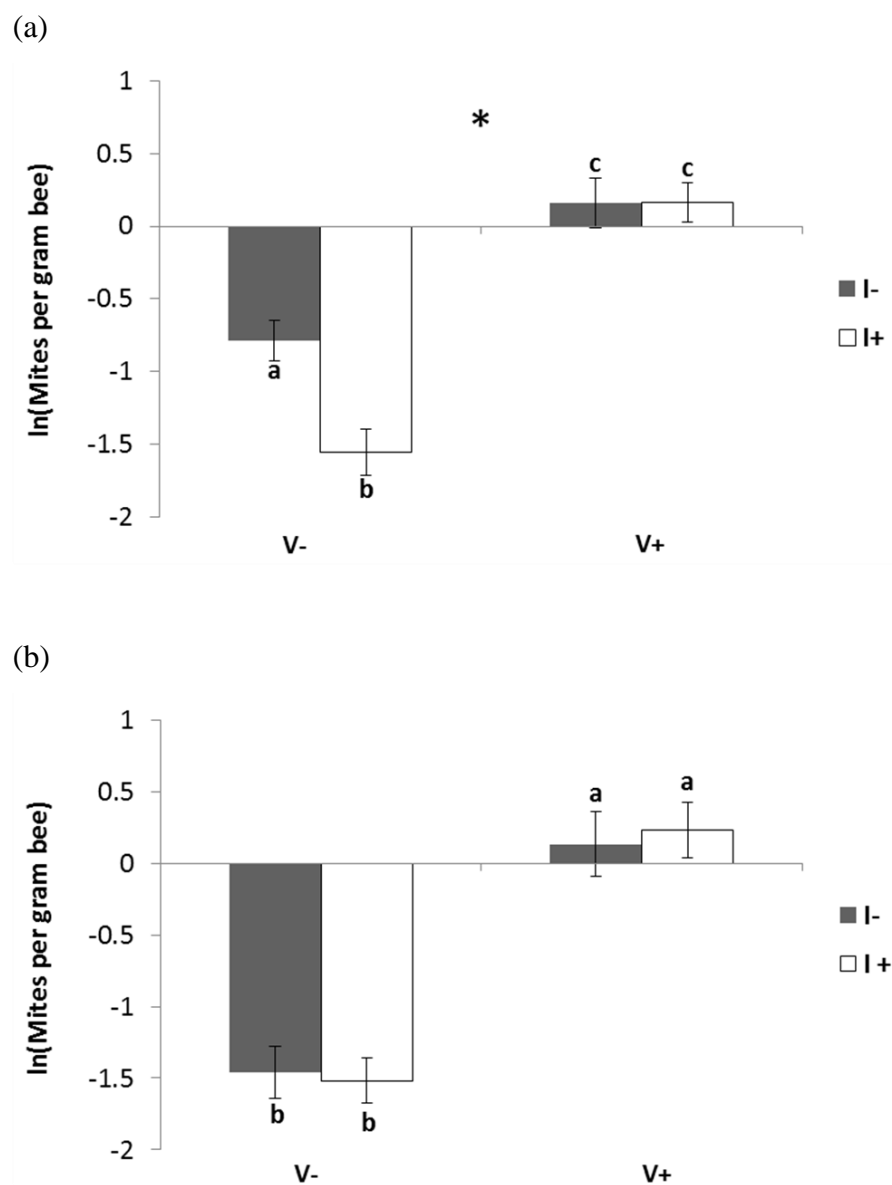 (a)
ln(Mites per gram bee)
1
0.5
0
-0.5
-1
-1.5
-2
*
a
b
c
c
V-
V+
I-
I+
(b)
ln(Mites per gram bee)
1
0.5
0
-0.5
-1
-1.5
-2
b
b
a
a
V-
V+
I-
I +